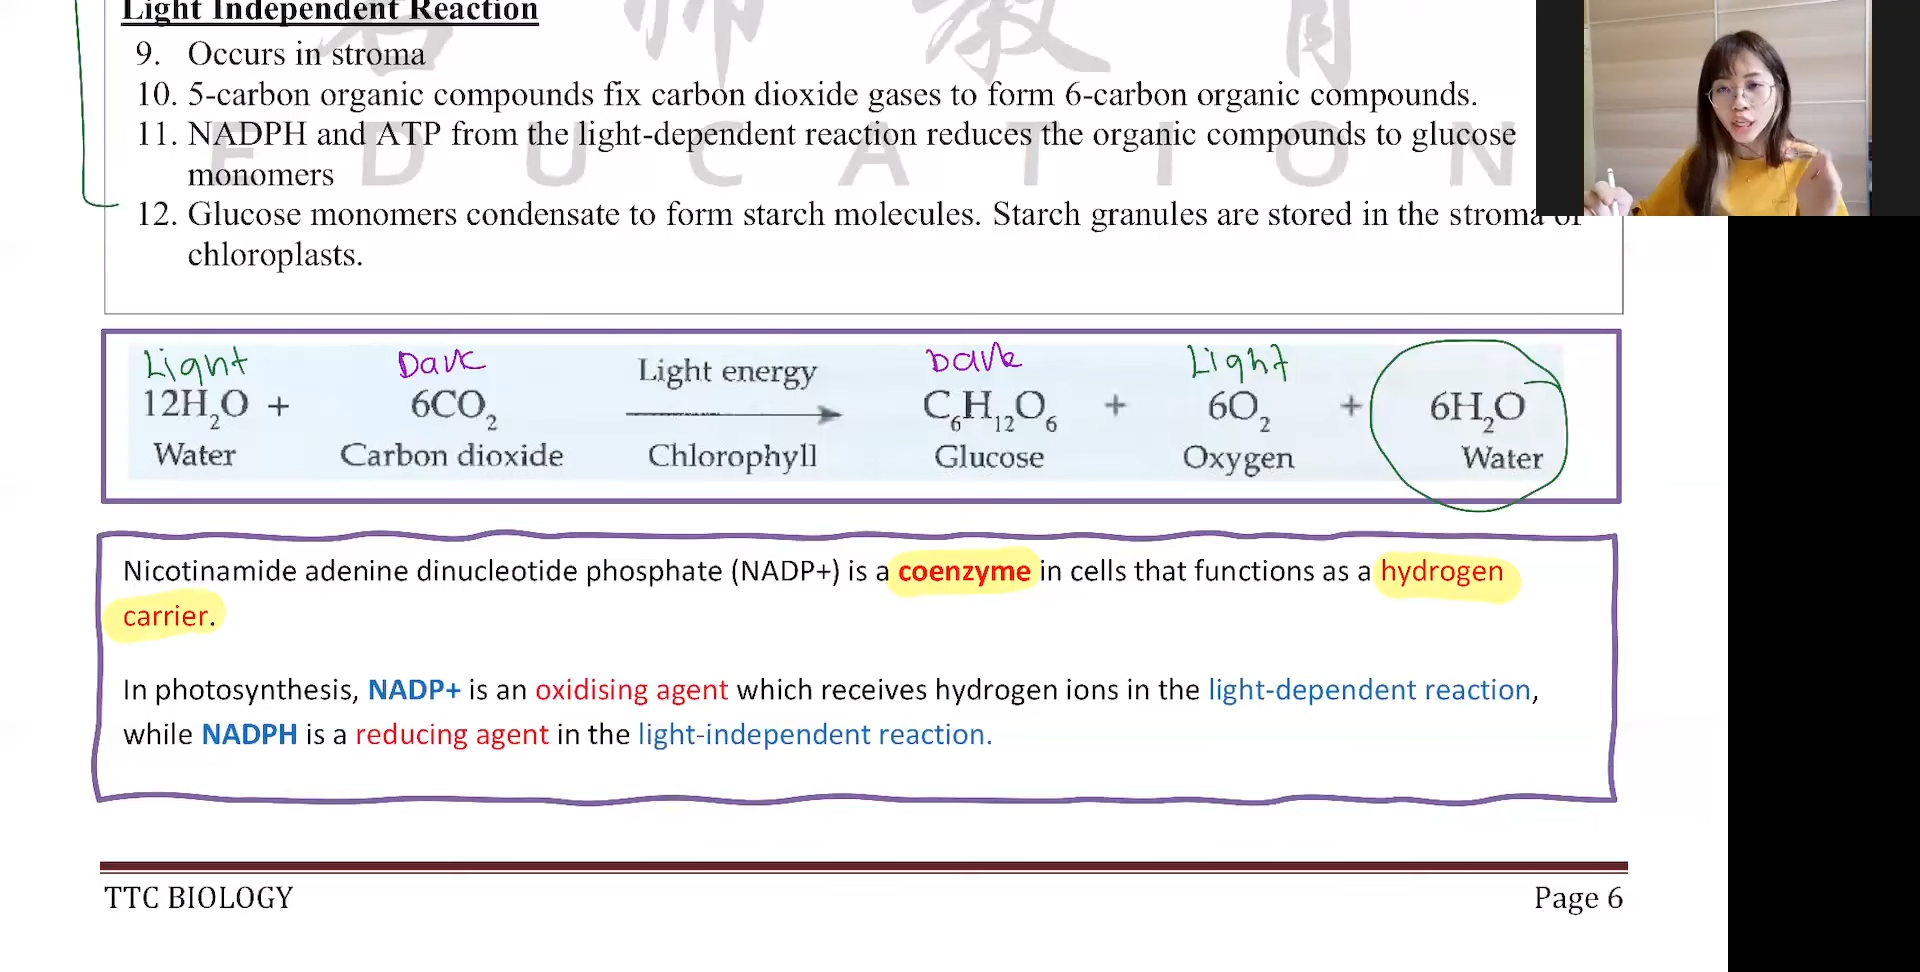 Light Independent Reaction
名师教育
9. Occurs in stroma
10. 5-carbon organic compounds fix carbon dioxide gases to form 6-carbon organic compounds.
11. NADPH and ATP from the light-dependent reaction reduces the organic compounds to glucose
EDUCATION
monomers
12. Glucose monomers condensate to form starch molecules. Starch granules are stored in the stroma of
chloroplasts.
Light Dark Light energy Dark Light
12H₂O + 6CO₂ C₆H₁₂O₆ + 6O₂ + 6H₂O
Water Carbon dioxide Chlorophyll Glucose Oxygen Water
Nicotinamide adenine dinucleotide phosphate (NADP+) is a coenzyme in cells that functions as a hydrogen
carrier.
In photosynthesis, NADP+ is an oxidising agent which receives hydrogen ions in the light-dependent reaction,
while NADPH is a reducing agent in the light-independent reaction.
TTC BIOLOGY Page 6